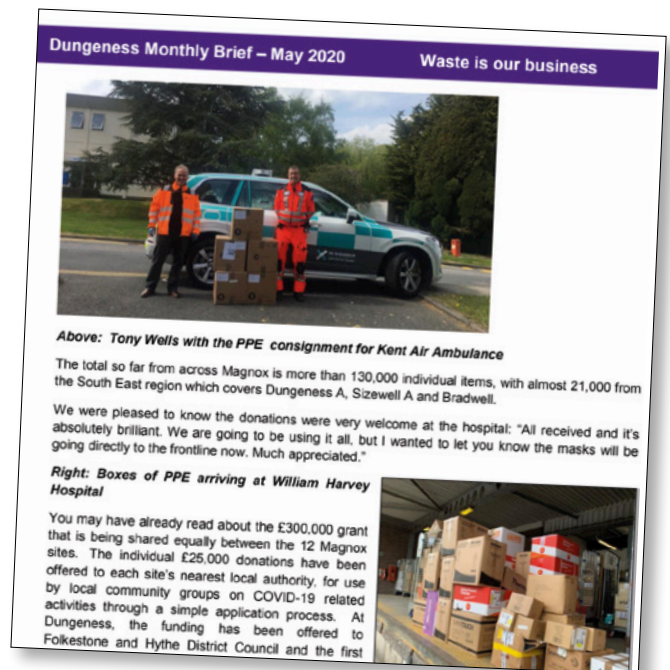 Dungeness Monthly Brief – May 2020 Waste is our business
Above: Tony Wells with the PPE consignment for Kent Air Ambulance
The total so far from across Magnox is more than 130,000 individual items, with almost 21,000 from
the South East region which covers Dungeness A, Sizewell A and Bradwell.
We were pleased to know the donations were very welcome at the hospital: "All received and it's
absolutely brilliant. We are going to be using it all, but I wanted to let you know the masks will be
going directly to the frontline now. Much appreciated."
Right: Boxes of PPE arriving at William Harvey
Hospital
You may have already read about the £300,000 grant
that is being shared equally between the 12 Magnox
sites. The individual £25,000 donations have been
offered to each site's nearest local authority, for use
by local community groups on COVID-19 related
activities through a simple application process. At
Dungeness, the funding has been offered to
Folkestone and Hythe District Council and the first